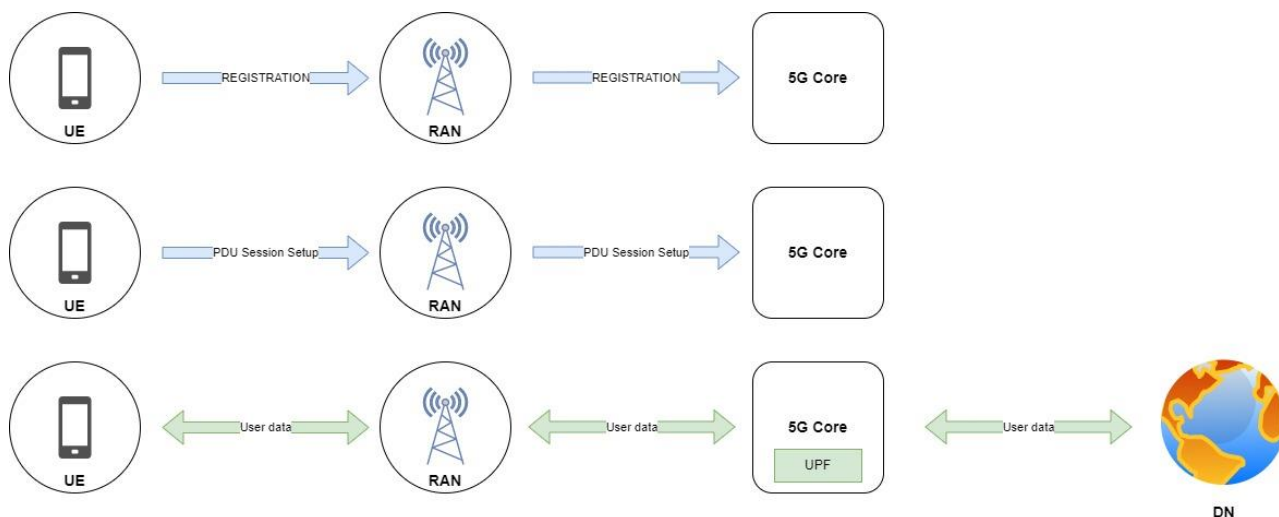 REGISTRATION
REGISTRATION
5G Core
UE
RAN
PDU Session Setup
PDU Session Setup
5G Core
UE
RAN
User data
User data
5G Core
User data
UPF
UE
RAN
DN